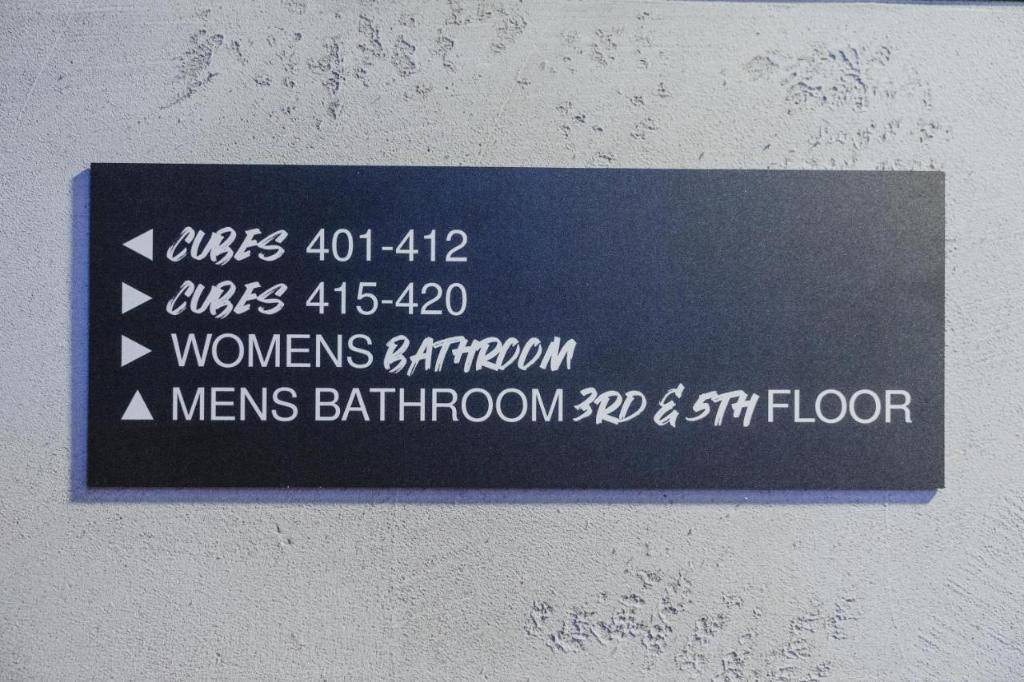 ◀ CUBES 401-412
▶ CUBES 415-420
▶ WOMENS BATHROOM
▲ MENS BATHROOM 3RD & 5TH FLOOR